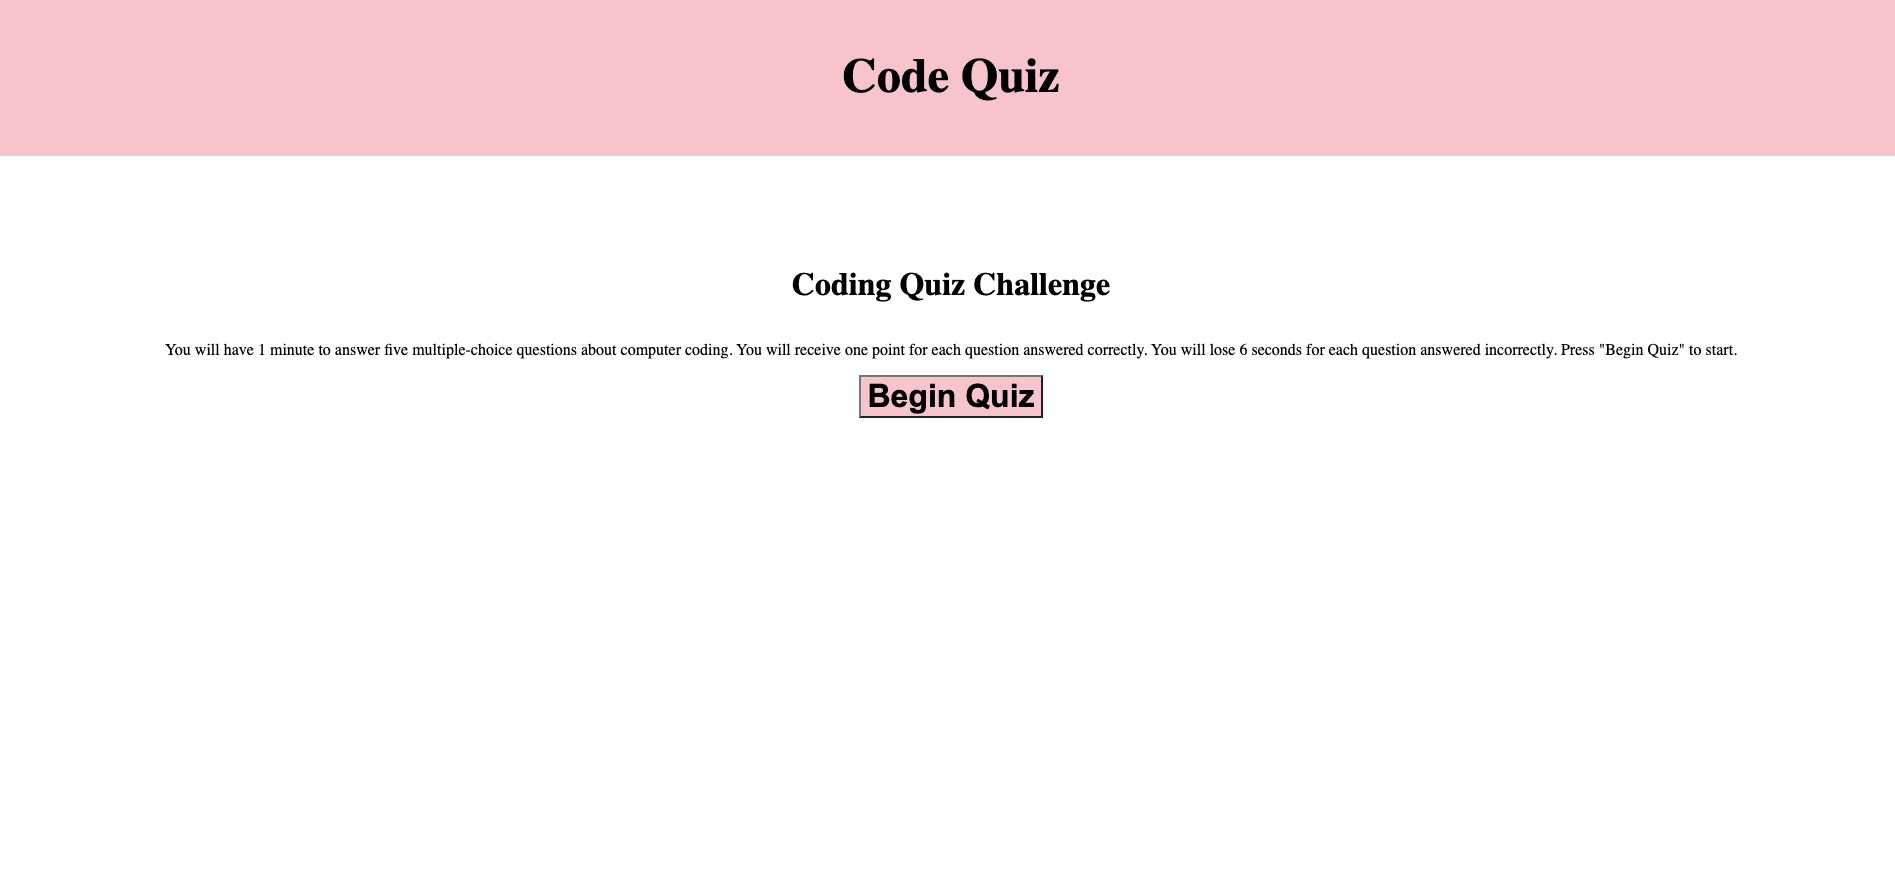 Code Quiz
Coding Quiz Challenge
You will have 1 minute to answer five multiple-choice questions about computer coding. You will receive one point for each question answered correctly. You will lose 6 seconds for each question answered incorrectly. Press "Begin Quiz" to start.
Begin Quiz